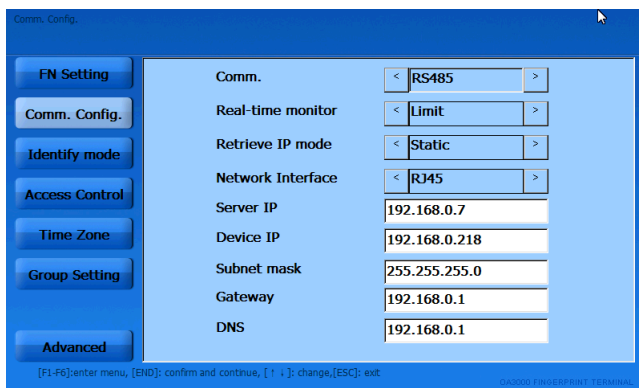 Comm. Config.
FN Setting
Comm. Config.
Identify mode
Access Control
Time Zone
Group Setting
Advanced
Comm. < RS485 >
Real-time monitor < Limit >
Retrieve IP mode < Static >
Network Interface < RJ45 >
Server IP 192.168.0.7
Device IP 192.168.0.218
Subnet mask 255.255.255.0
Gateway 192.168.0.1
DNS 192.168.0.1
[F1-F6]:enter menu, [END]: confirm and continue, [ ↑ ↓ ]: change,[ESC]: exit
OA3000 FINGERPRINT TERMINAL